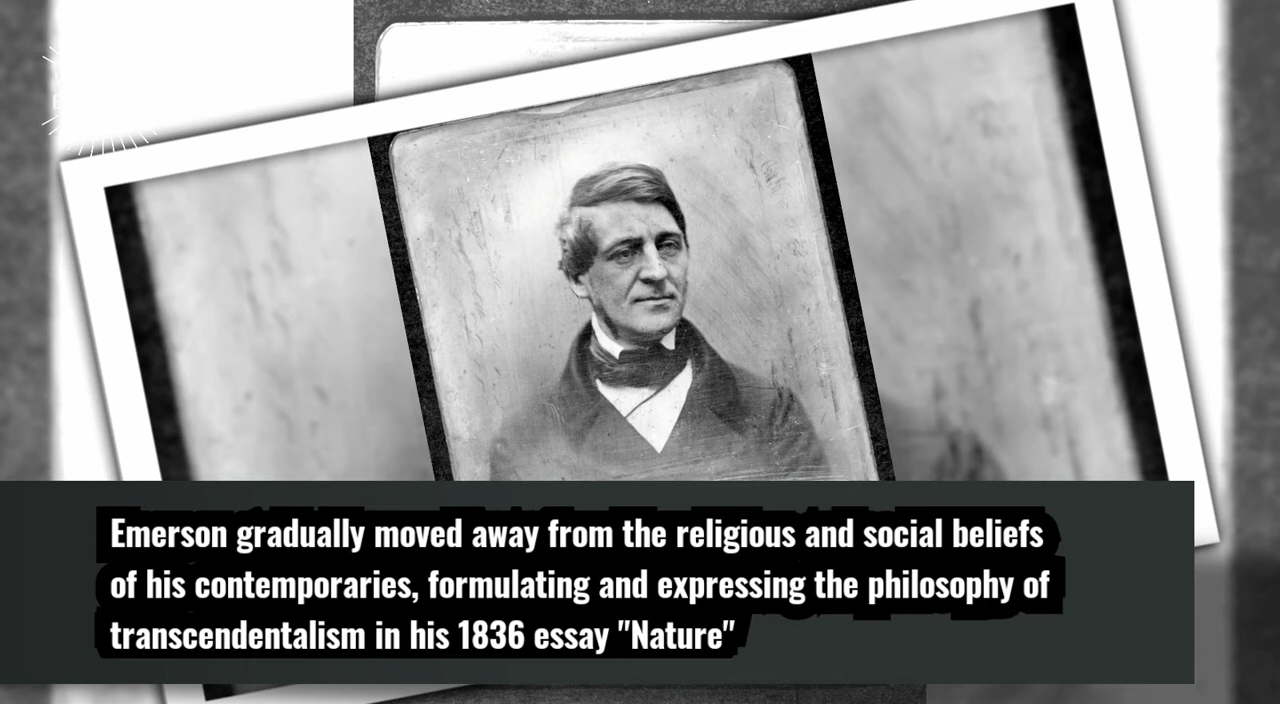 Emerson gradually moved away from the religious and social beliefs
of his contemporaries, formulating and expressing the philosophy of
transcendentalism in his 1836 essay "Nature"